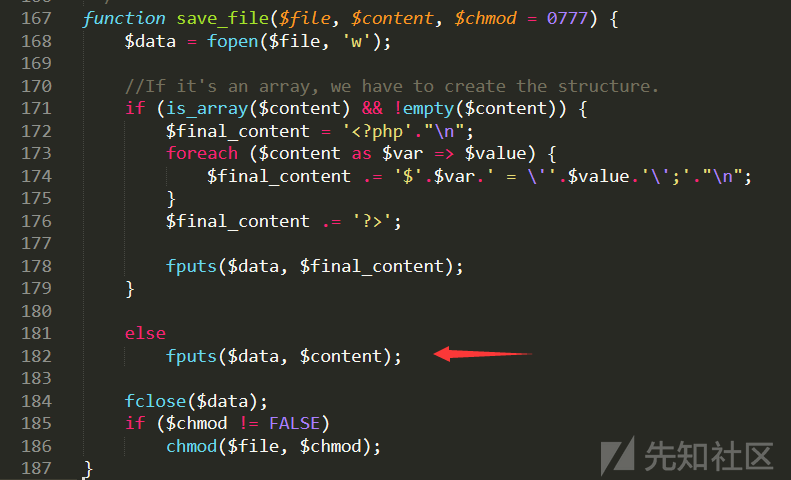 167 function save_file($file, $content, $chmod = 0777) {
168 $data = fopen($file, 'w');
169
170 //If it's an array, we have to create the structure.
171 if (is_array($content) && !empty($content)) {
172 $final_content = '<?php'."\n";
173 foreach ($content as $var => $value) {
174 $final_content .= '$'.$var.' = \''.$value.'\';'."\n";
175 }
176 $final_content .= '?>';
177
178 fputs($data, $final_content);
179 }
180
181 else
182 fputs($data, $content);
183
184 fclose($data);
185 if ($chmod != FALSE)
186 chmod($file, $chmod);
187 }
先知社区